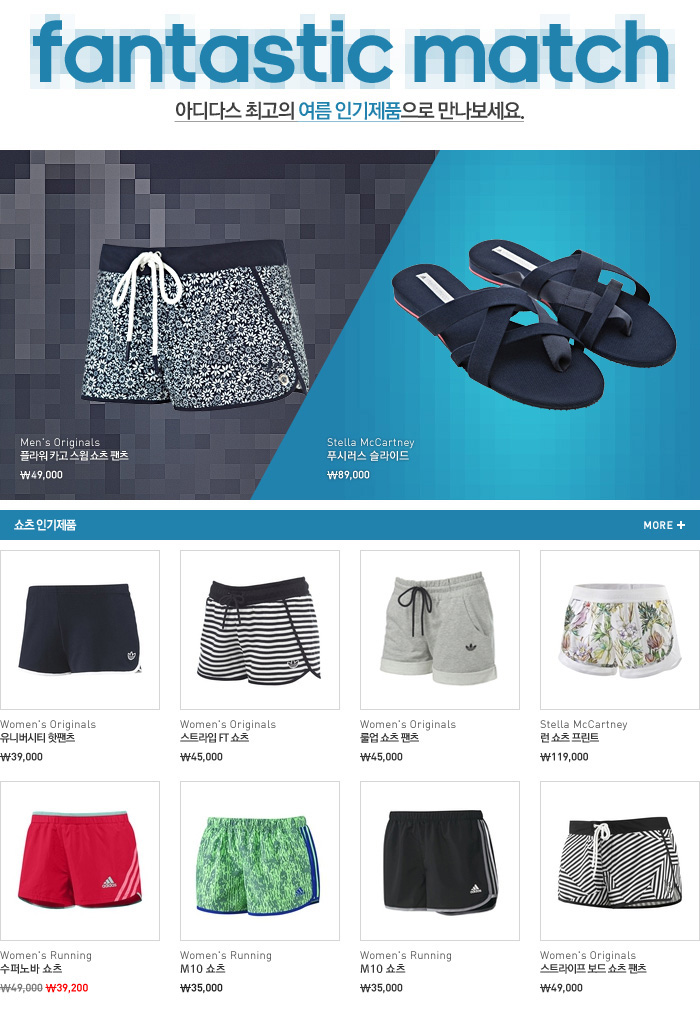 fantastic match
아디다스 최고의 여름 인기제품으로 만나보세요.
Men's Originals
플라워 카고 스윔 쇼츠 팬츠
₩49,000
Stella McCartney
푸시러스 슬라이드
₩89,000
쇼츠 인기제품
MORE +
Women's Originals
유니버시티 핫팬츠
₩39,000
Women's Originals
스트라입 FT 쇼츠
₩45,000
Women's Originals
롤업 쇼츠 팬츠
₩45,000
Stella McCartney
런 쇼츠 프린트
₩119,000
adidas
Women's Running
수퍼노바 쇼츠
₩49,000 ₩39,200
adidas
Women's Running
M10 쇼츠
₩35,000
adidas
Women's Running
M10 쇼츠
₩35,000
Women's Originals
스트라이프 보드 쇼츠 팬츠
₩49,000